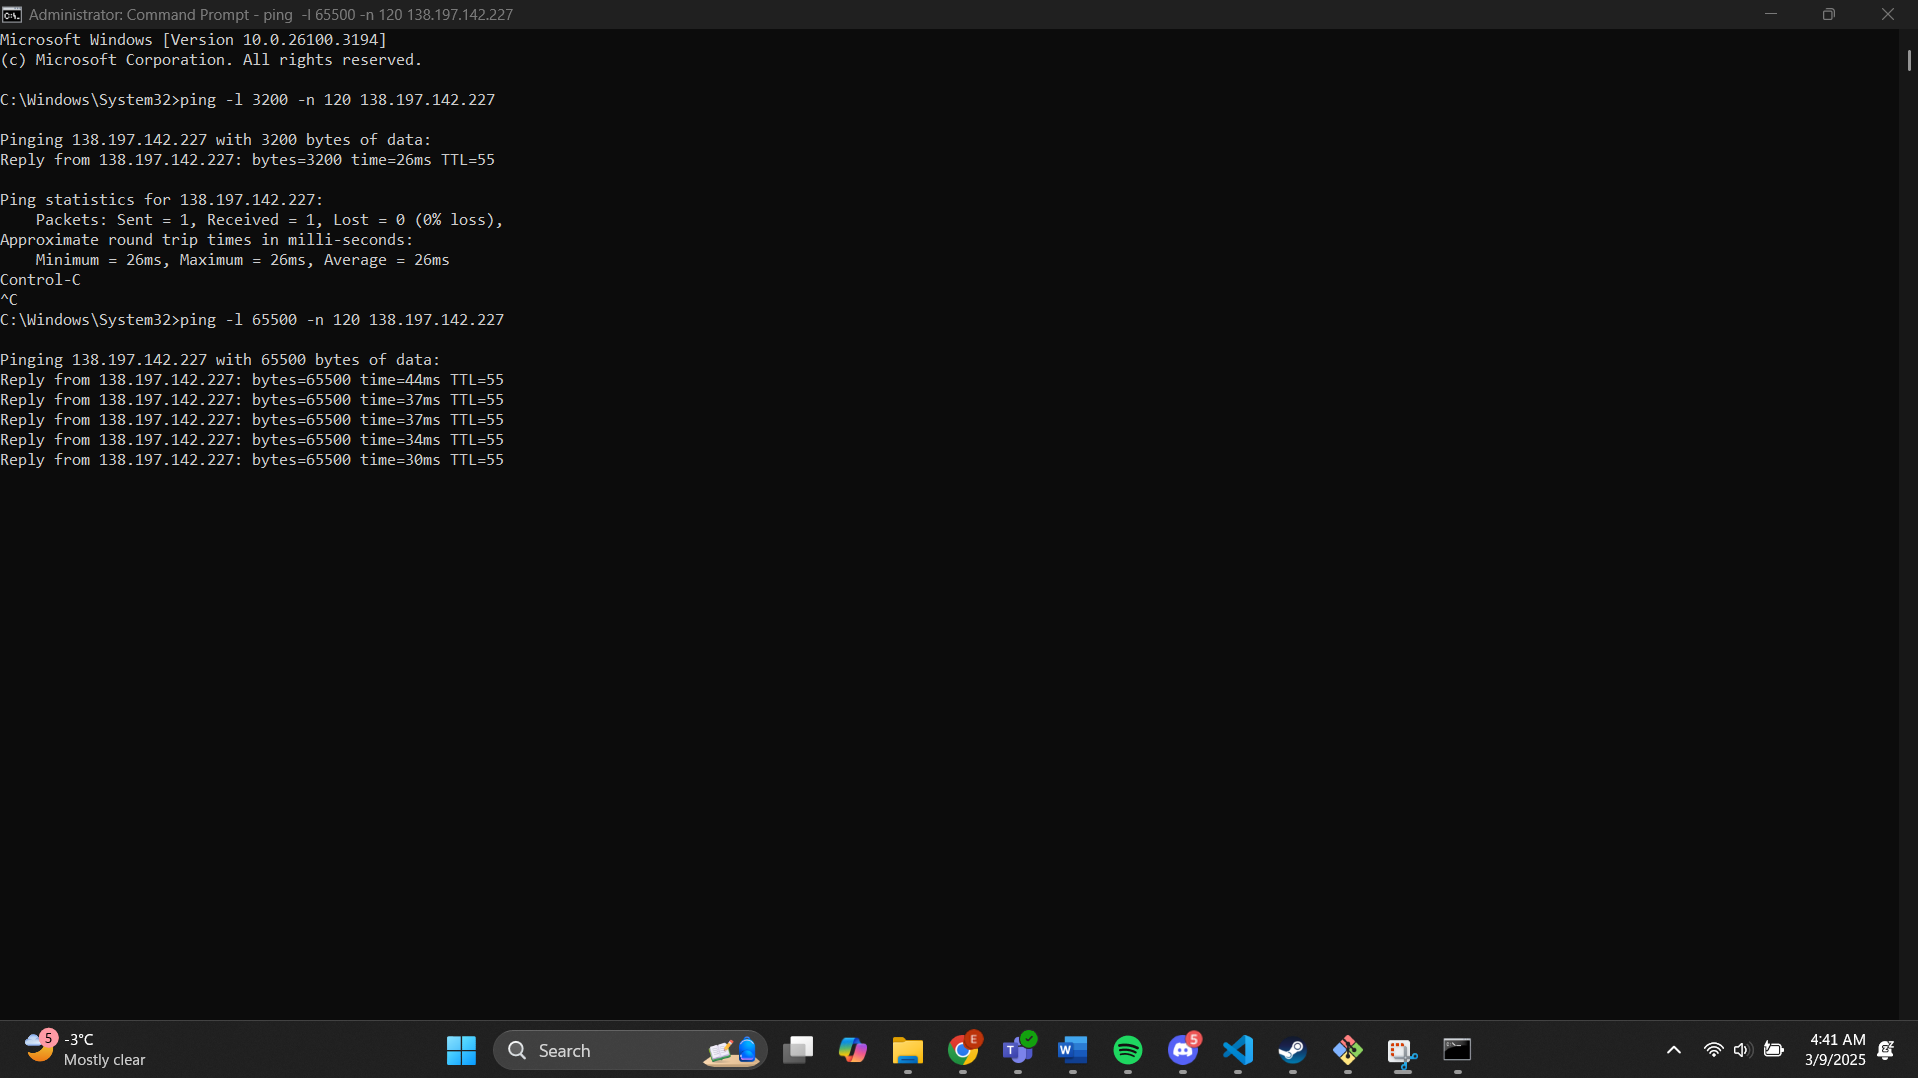 Administrator: Command Prompt - ping  -l 65500 -n 120 138.197.142.227
Microsoft Windows [Version 10.0.26100.3194]
(c) Microsoft Corporation. All rights reserved.
C:\Windows\System32>ping -l 3200 -n 120 138.197.142.227
Pinging 138.197.142.227 with 3200 bytes of data:
Reply from 138.197.142.227: bytes=3200 time=26ms TTL=55
Ping statistics for 138.197.142.227:
    Packets: Sent = 1, Received = 1, Lost = 0 (0% loss),
Approximate round trip times in milli-seconds:
    Minimum = 26ms, Maximum = 26ms, Average = 26ms
Control-C
^C
C:\Windows\System32>ping -l 65500 -n 120 138.197.142.227
Pinging 138.197.142.227 with 65500 bytes of data:
Reply from 138.197.142.227: bytes=65500 time=44ms TTL=55
Reply from 138.197.142.227: bytes=65500 time=37ms TTL=55
Reply from 138.197.142.227: bytes=65500 time=37ms TTL=55
Reply from 138.197.142.227: bytes=65500 time=34ms TTL=55
Reply from 138.197.142.227: bytes=65500 time=30ms TTL=55
5
-3°C
Mostly clear
Search
E
T
W
5
4:41 AM
3/9/2025